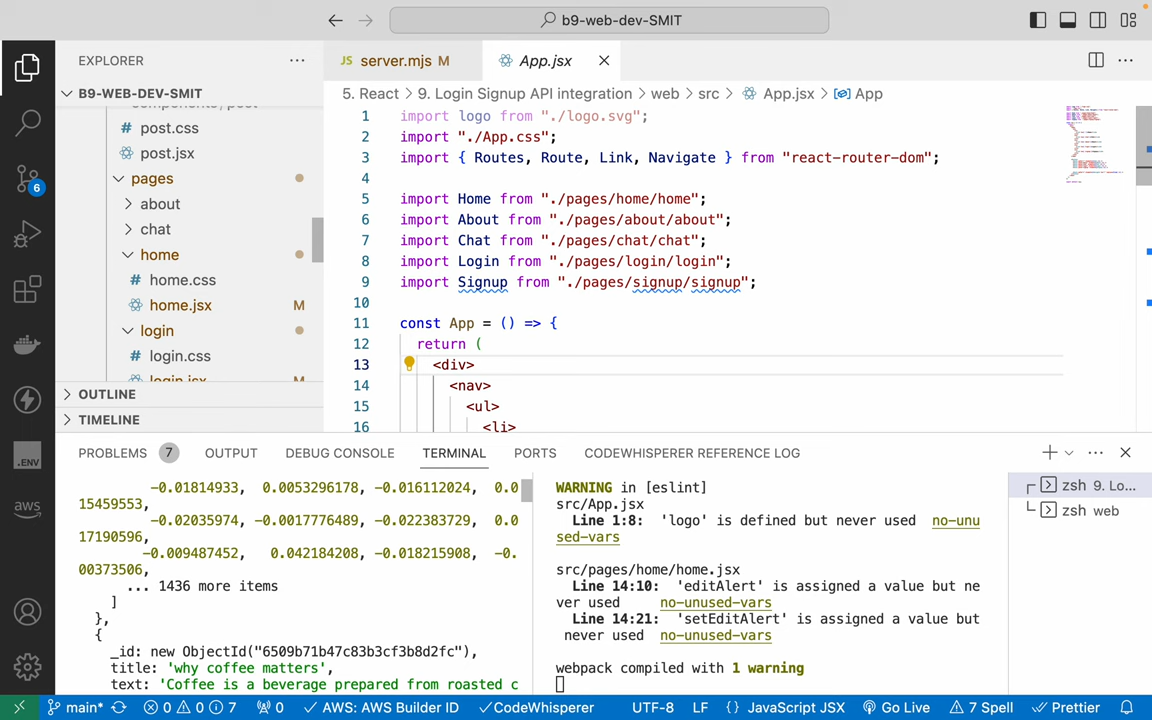 b9-web-dev-SMIT
EXPLORER
B9-WEB-DEV-SMIT
components/post
# post.css
post.jsx
pages
about
chat
home
# home.css
home.jsx M
login
# login.css
login.jsx M
OUTLINE
TIMELINE
JS server.mjs M
App.jsx
5. React > 9. Login Signup API integration > web > src > App.jsx > App
1 import logo from "./logo.svg";
2 import "./App.css";
3 import { Routes, Route, Link, Navigate } from "react-router-dom";
4
5 import Home from "./pages/home/home";
6 import About from "./pages/about/about";
7 import Chat from "./pages/chat/chat";
8 import Login from "./pages/login/login";
9 import Signup from "./pages/signup/signup";
10
11 const App = () => {
12 return (
13 <div>
14 <nav>
15 <ul>
16 <li>
PROBLEMS 7 OUTPUT DEBUG CONSOLE TERMINAL PORTS CODEWHISPERER REFERENCE LOG
-0.01814933, 0.0053296178, -0.016112024, 0.0
15459553,
-0.02035974, -0.0017776489, -0.022383729, 0.0
17190596,
-0.009487452, 0.042184208, -0.018215908, -0.
00373506,
... 1436 more items
]
},
{
_id: new ObjectId("6509b71b47c83b3cf3b8d2fc"),
title: 'why coffee matters',
text: 'Coffee is a beverage prepared from roasted c
WARNING in [eslint]
src/App.jsx
Line 1:8: 'logo' is defined but never used no-unu
sed-vars
src/pages/home/home.jsx
Line 14:10: 'editAlert' is assigned a value but ne
ver used no-unused-vars
Line 14:21: 'setEditAlert' is assigned a value but
never used no-unused-vars
webpack compiled with 1 warning
zsh 9. Lo...
zsh web
6
.ENV
aws
main* 0 0 7 0 AWS: AWS Builder ID CodeWhisperer UTF-8 LF {} JavaScript JSX Go Live 7 Spell Prettier